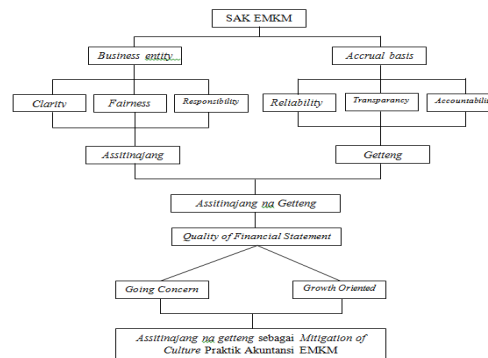 SAK EMKM
Business entity
Accrual basis
Clarity
Fairness
Responsibility
Reliability
Transparancy
Accountabili
Assitinajang
Getteng
Assitinajang na Getteng
Quality of Financial Statement
Going Concern
Growth Oriented
Assitinajang na getteng sebagai Mitigation of
Culture Praktik Akuntansi EMKM